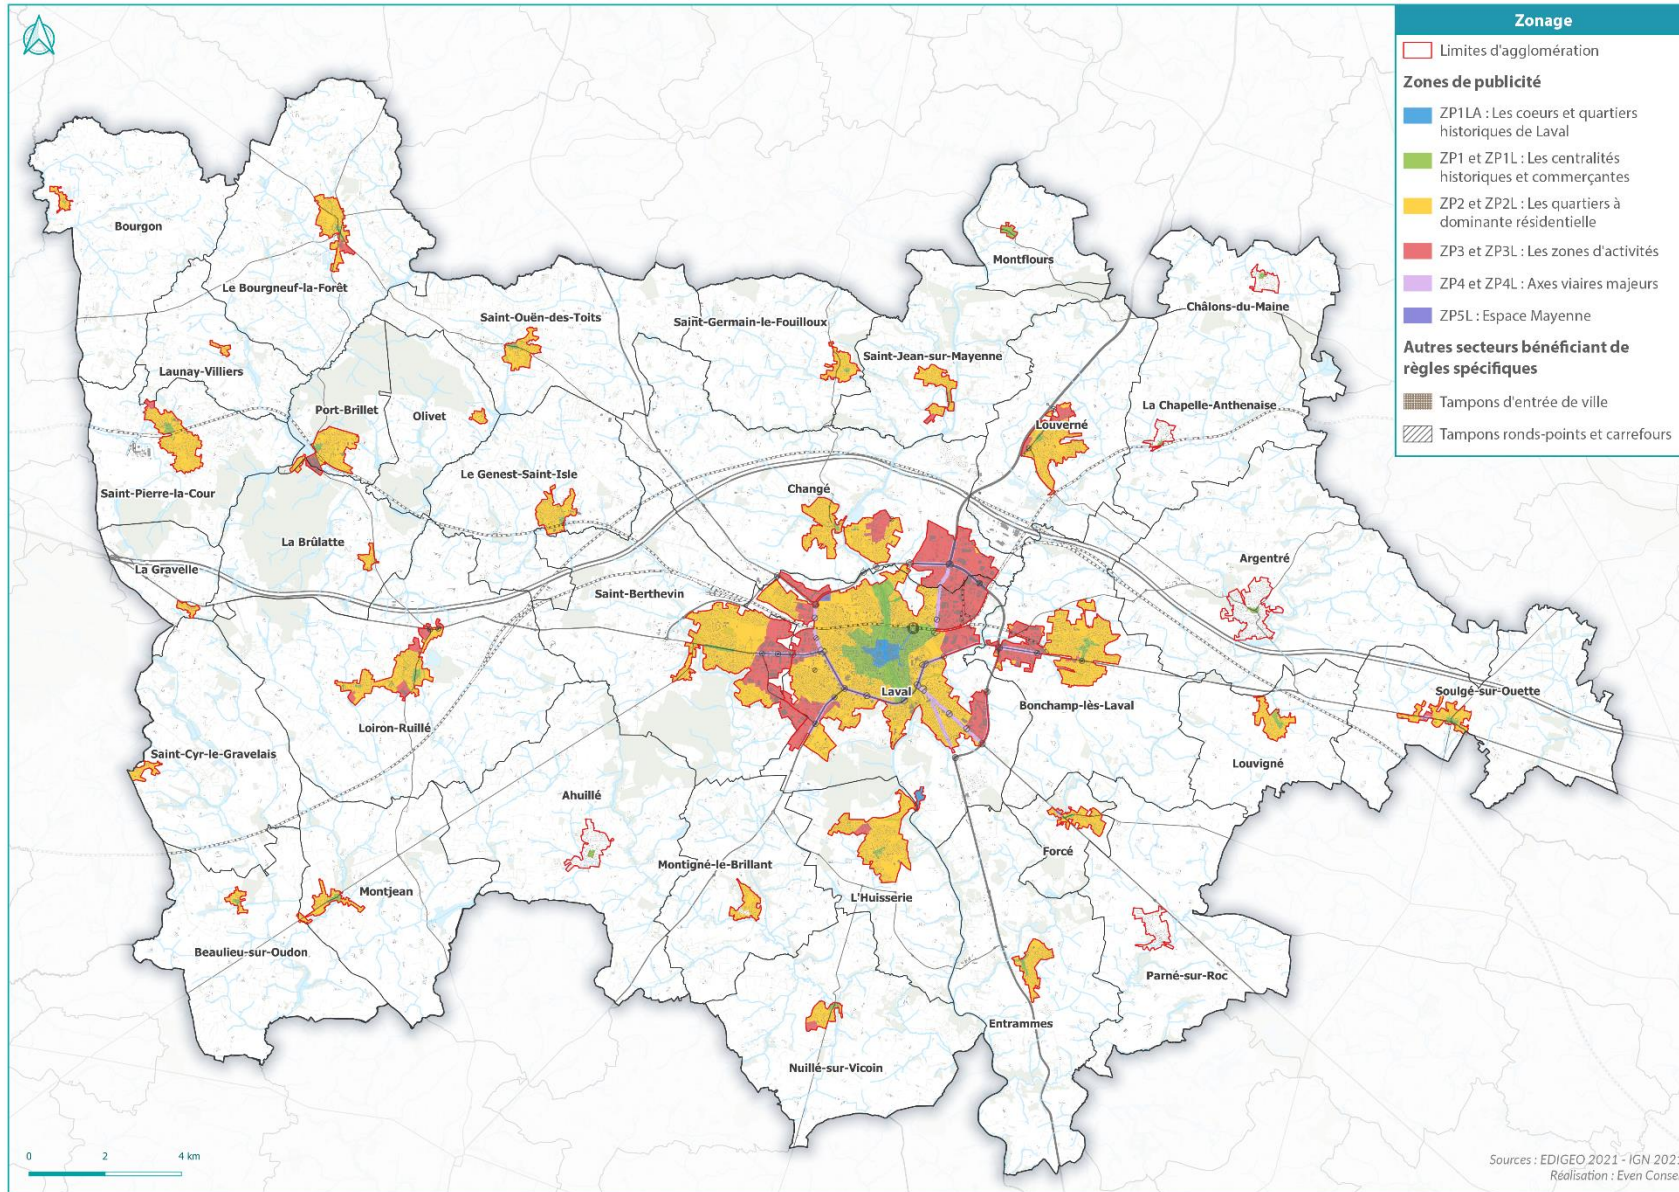 Zonage
Limites d'agglomération
Zones de publicité
ZP1LA : Les coeurs et quartiers
historiques de Laval
ZP1 et ZP1L : Les centralités
historiques et commerçantes
ZP2 et ZP2L : Les quartiers à
dominante résidentielle
ZP3 et ZP3L : Les zones d'activités
ZP4 et ZP4L : Axes viaires majeurs
ZP5L : Espace Mayenne
Autres secteurs bénéficiant de
règles spécifiques
Tampons d'entrée de ville
Tampons ronds-points et carrefours
Bourgon
Le Bourgneuf-la-Forêt
Montflours
Châlons-du-Maine
Saint-Ouën-des-Toits
Saint-Germain-le-Fouilloux
Saint-Jean-sur-Mayenne
Launay-Villiers
Port-Brillet
Olivet
La Chapelle-Anthenaise
Louverné
Le Genest-Saint-Isle
Saint-Pierre-la-Cour
Changé
La Brûlatte
Argentré
La Gravelle
Saint-Berthevin
Laval
Bonchamp-lès-Laval
Soulgé-sur-Ouette
Loiron-Ruillé
Saint-Cyr-le-Gravelais
Louvigné
Ahuillé
Forcé
Montigné-le-Brillant
Montjean
L'Huisserie
Beaulieu-sur-Oudon
Parné-sur-Roc
Entrammes
Nuillé-sur-Vicoin
0 2 4 km
Sources : EDIGEO 2021 - IGN 2021
Réalisation : Even Conse